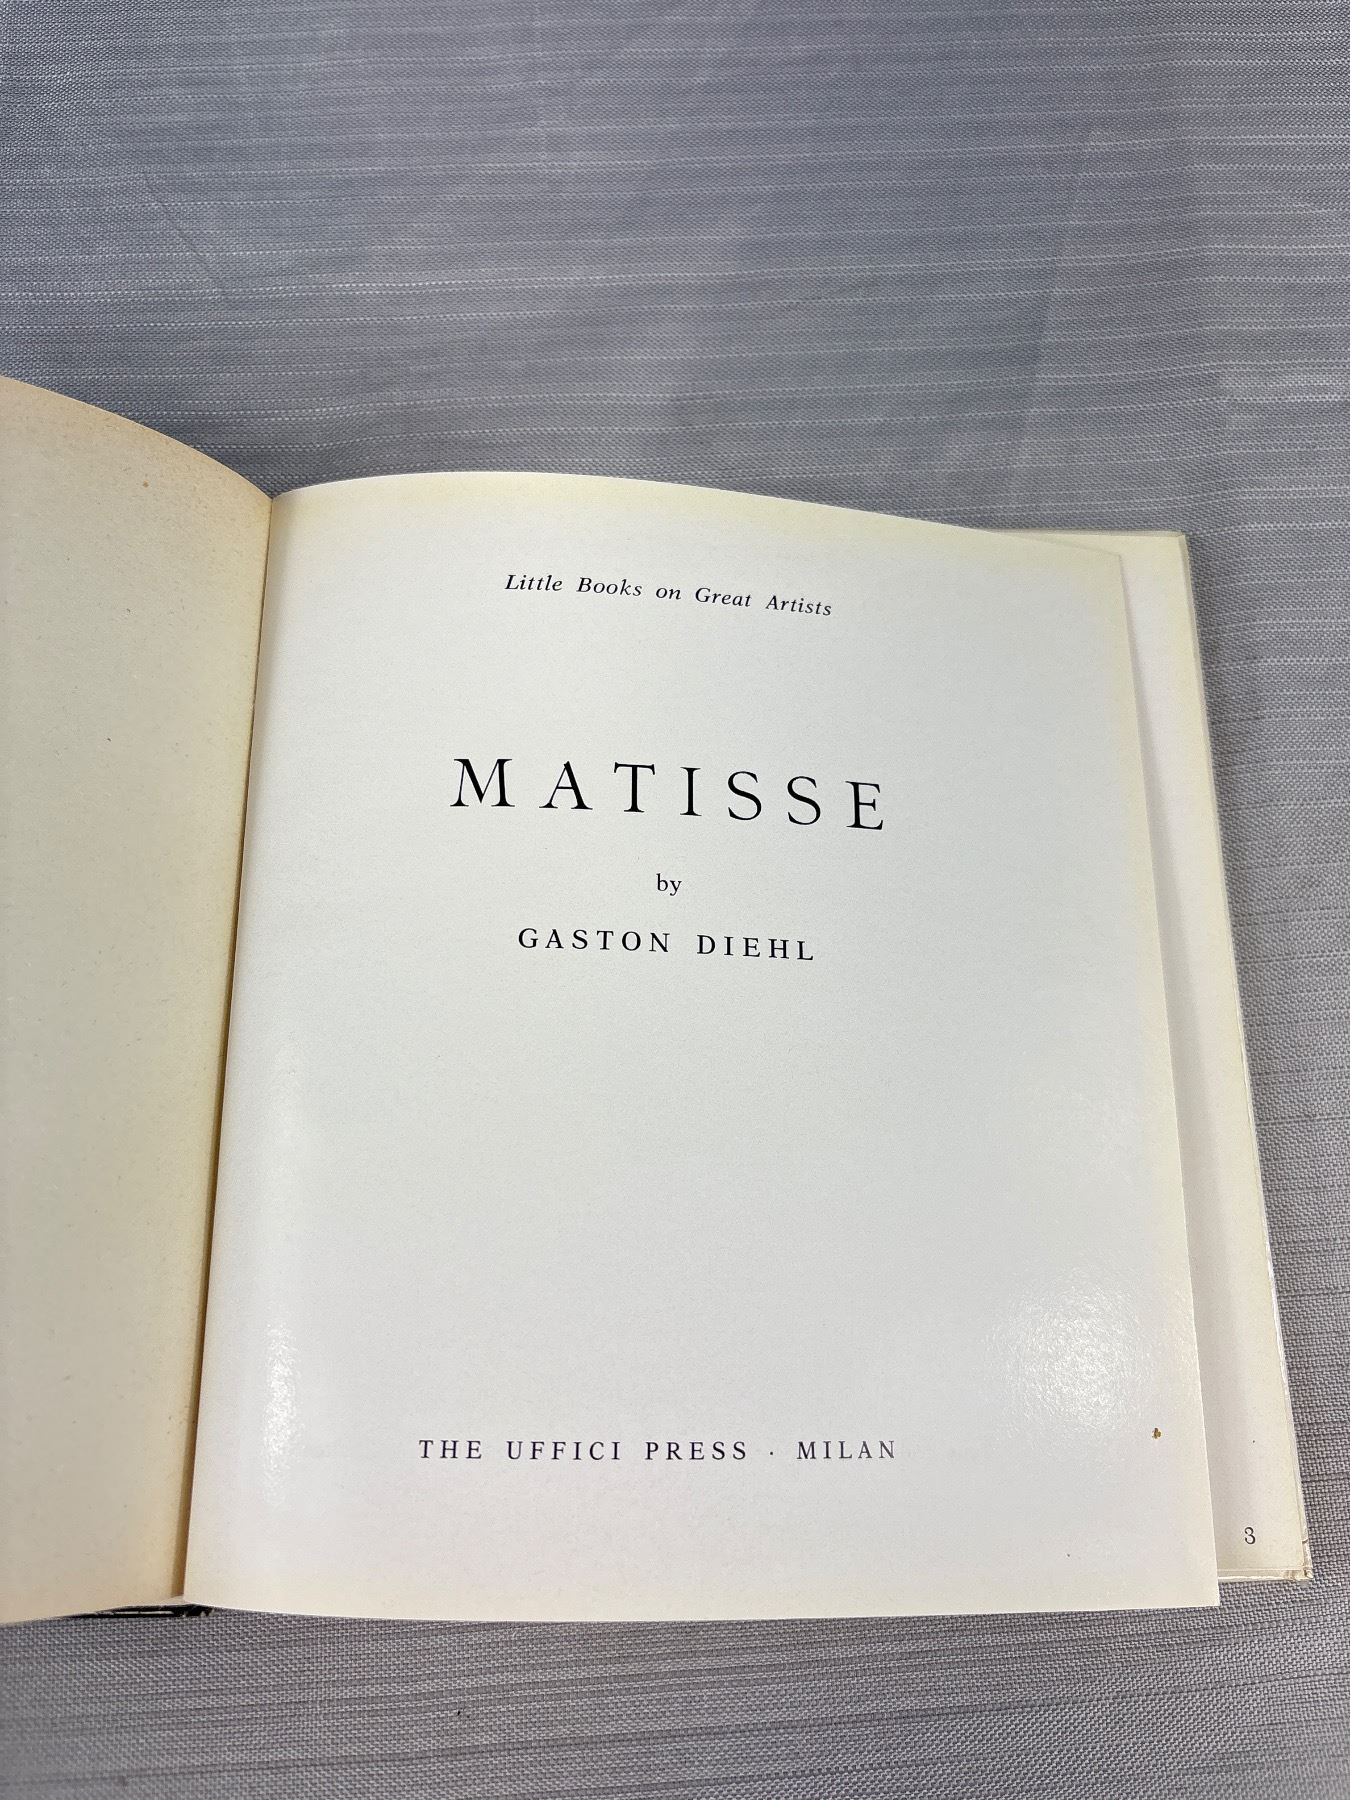 Little Books on Great Artists
MATISSE
by
GASTON DIEHL
THE UFFICI PRESS · MILAN
3